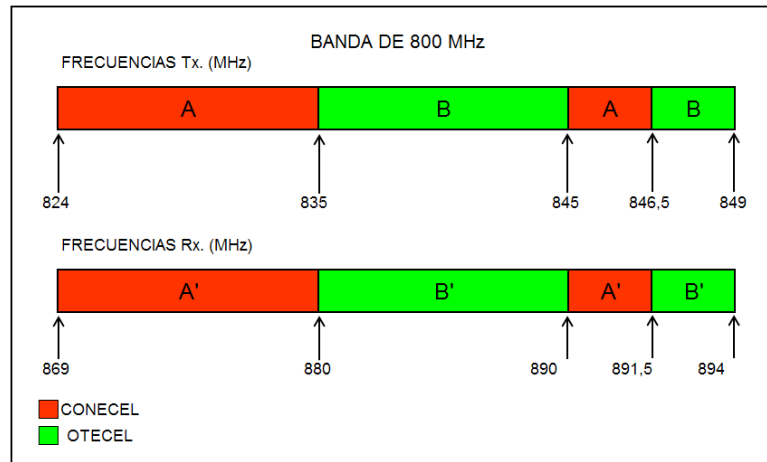 BANDA DE 800 MHz
FRECUENCIAS Tx. (MHz)
A B A B
824 835 845 846,5 849
FRECUENCIAS Rx. (MHz)
A' B' A' B'
869 880 890 891,5 894
CONECEL
OTECEL